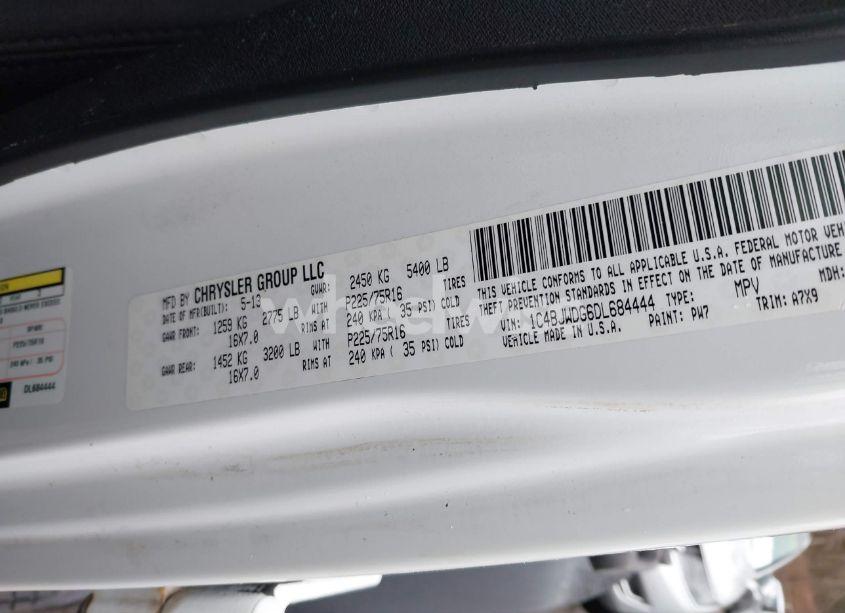 MFD BY CHRYSLER GROUP LLC
DATE OF MFR(BUILT): 5-13 GVWR: 2450 KG 5400 LB
GAWR FRONT: 1259 KG 2775 LB WITH P225/75R16 TIRES
16X7.0 RIMS AT 240 KPA ( 35 PSI) COLD
GAWR REAR: 1452 KG 3200 LB WITH P225/75R16 TIRES
16X7.0 RIMS AT 240 KPA ( 35 PSI) COLD
THIS VEHICLE CONFORMS TO ALL APPLICABLE U.S.A. FEDERAL MOTOR VEH
THEFT PREVENTION STANDARDS IN EFFECT ON THE DATE OF MANUFACTURE
VIN: 1C4BJWDG6DL684444 TYPE: MPV MDH:
VEHICLE MADE IN U.S.A. PAINT: PW7 TRIM: A7X9
P225/75R16
DL684444